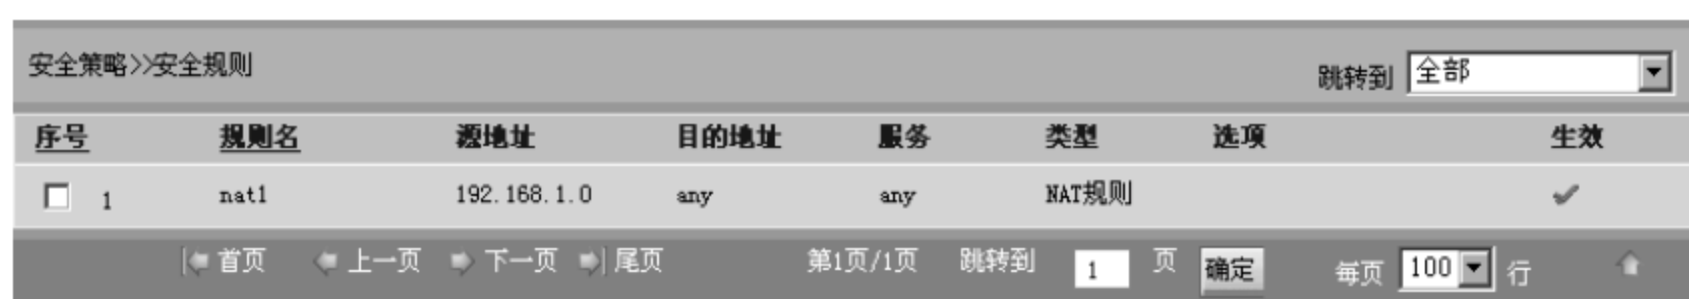 安全策略>>安全规则
跳转到 全部
序号 规则名 源地址 目的地址 服务 类型 选项 生效
1 nat1 192.168.1.0 any any NAT规则
首页 上一页 下一页 尾页 第1页/1页 跳转到 1 页 确定 每页 100 行